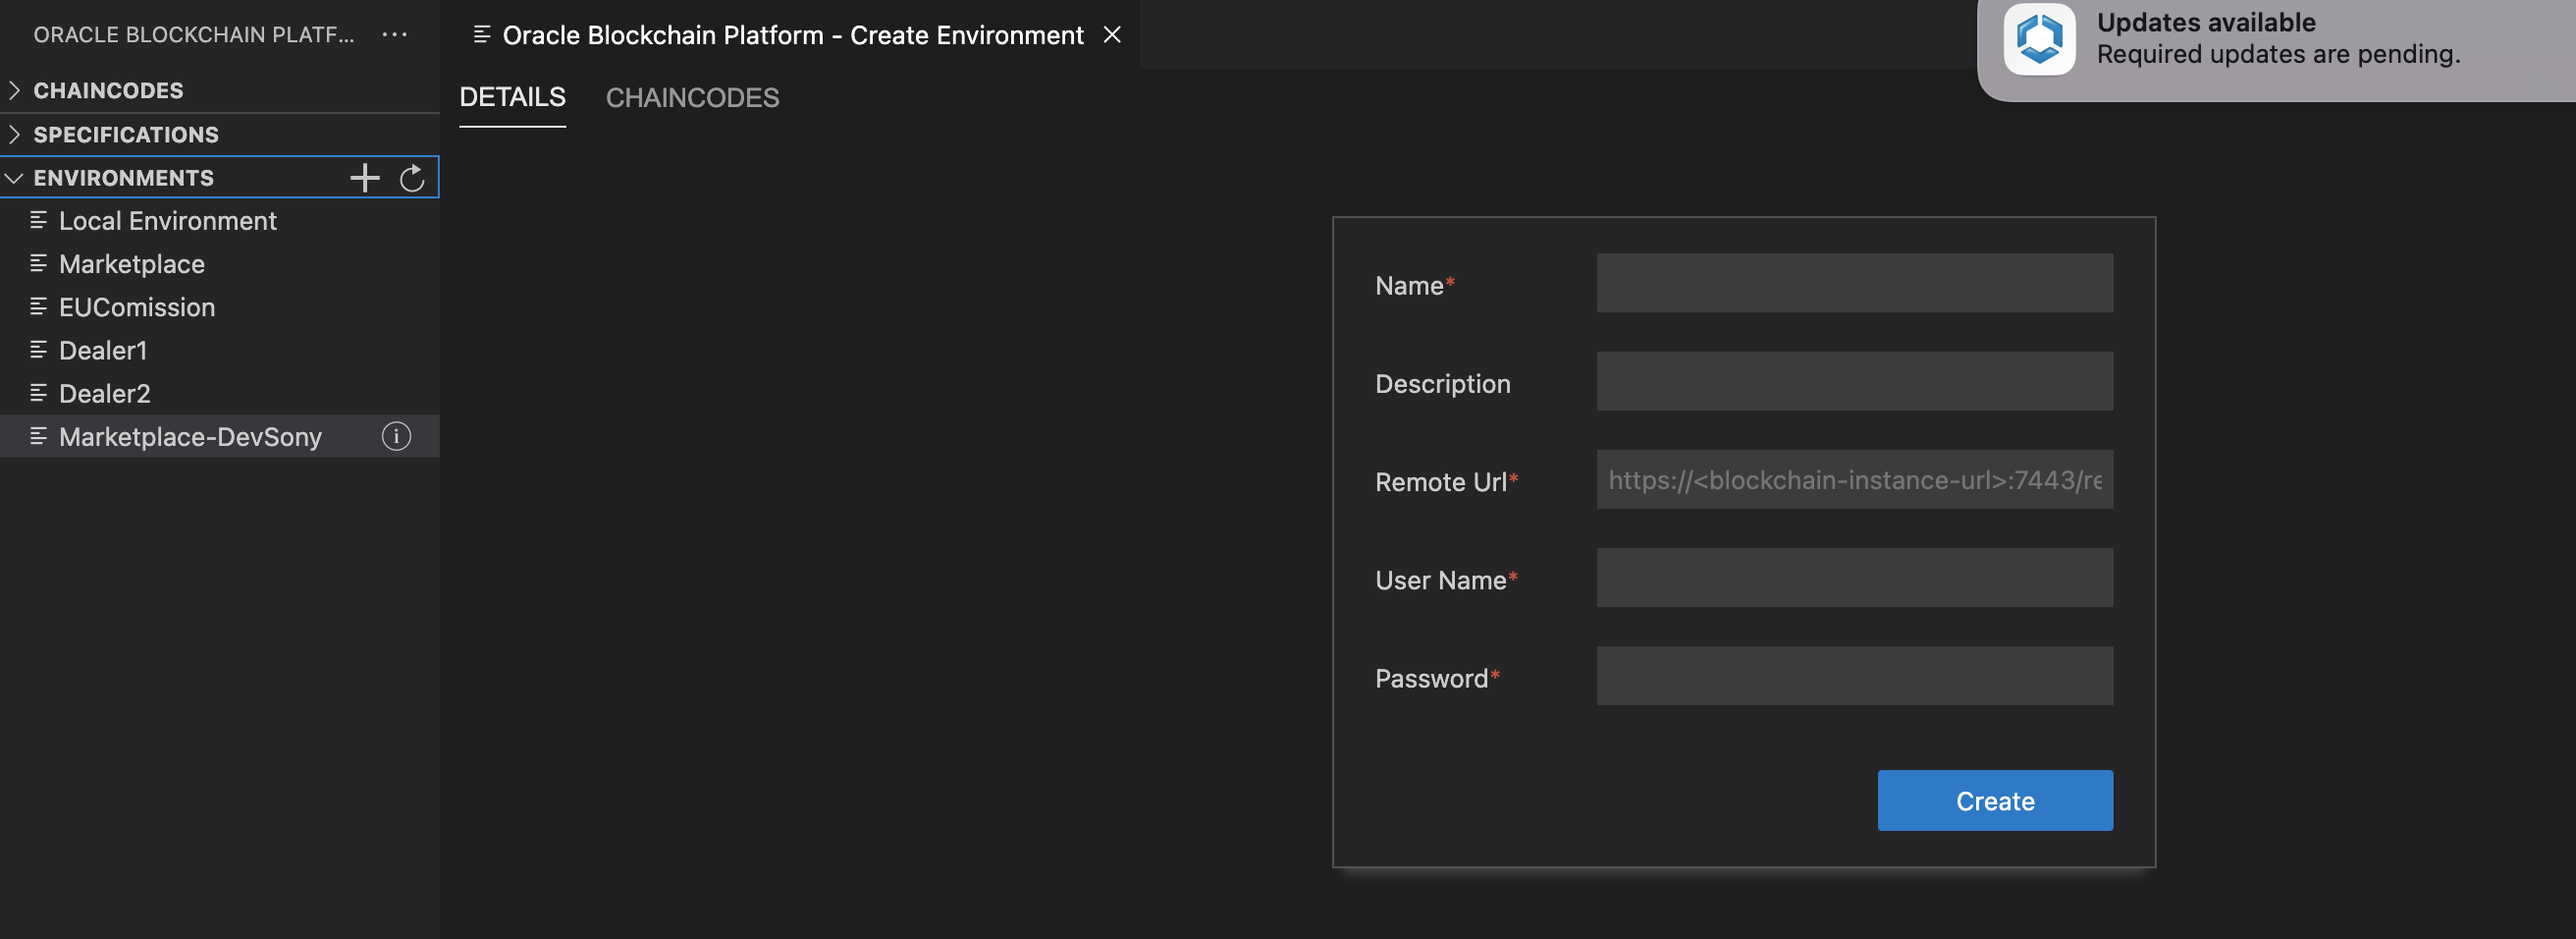 ORACLE BLOCKCHAIN PLATF...
CHAINCODES
SPECIFICATIONS
ENVIRONMENTS
Local Environment
Marketplace
EUComission
Dealer1
Dealer2
Marketplace-DevSony
Oracle Blockchain Platform - Create Environment
DETAILS CHAINCODES
Updates available
Required updates are pending.
Name*
Description
Remote Url* https://<blockchain-instance-url>:7443/re
User Name*
Password*
Create